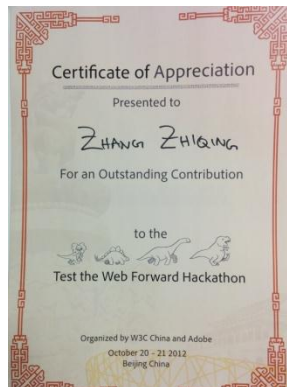 Certificate of Appreciation
Presented to
ZHANG ZHIQING
For an Outstanding Contribution
to the
Test the Web Forward Hackathon
Organized by W3C China and Adobe
October 20 - 21 2012
Beijing China